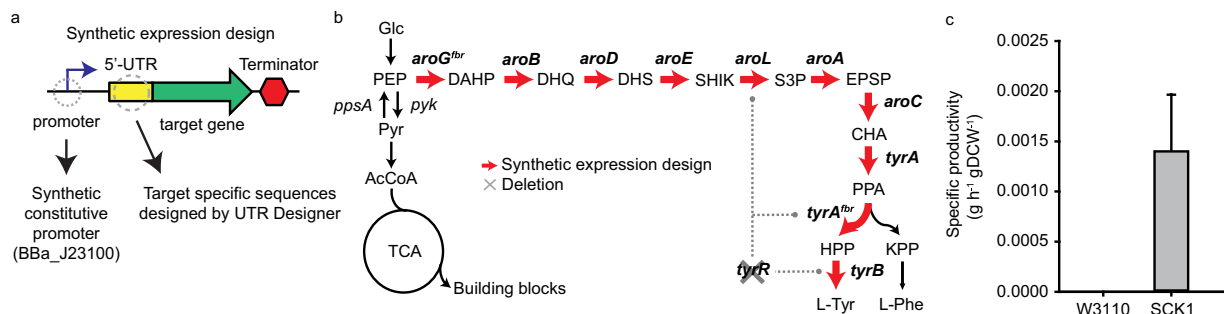 a
Synthetic expression design
5'-UTR
Terminator
promoter
target gene
Synthetic
constitutive
promoter
(BBa_J23100)
Target specific sequences
designed by UTR Designer
b
Glc
PEP
aroG^fbr
DAHP
aroB
DHQ
aroD
DHS
aroE
SHIK
aroL
S3P
aroA
EPSP
ppsA
pyk
Pyr
AcCoA
TCA
Building blocks
Synthetic expression design
Deletion
aroC
CHA
tyrA
PPA
tyrA^fbr
HPP
KPP
tyrR
tyrB
L-Tyr
L-Phe
c
Specific productivity
(g h⁻¹ gDCW⁻¹)
0.0025
0.0020
0.0015
0.0010
0.0005
0.0000
W3110
SCK1